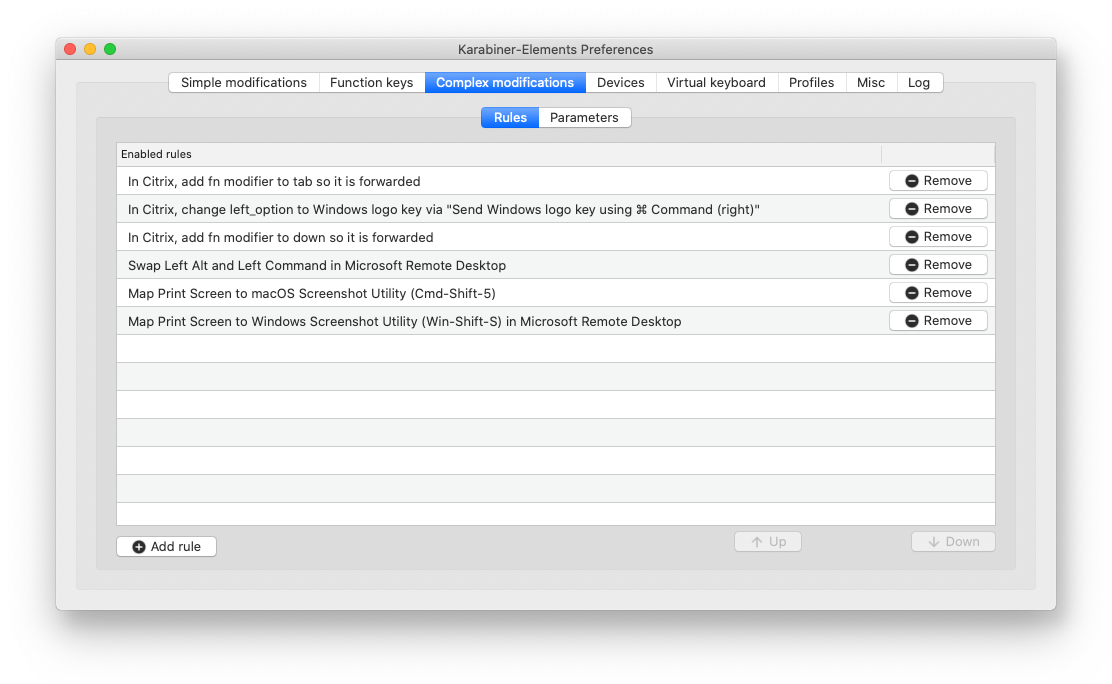 Karabiner-Elements Preferences
Simple modifications Function keys Complex modifications Devices Virtual keyboard Profiles Misc Log
Rules Parameters
Enabled rules
In Citrix, add fn modifier to tab so it is forwarded Remove
In Citrix, change left_option to Windows logo key via "Send Windows logo key using ⌘ Command (right)" Remove
In Citrix, add fn modifier to down so it is forwarded Remove
Swap Left Alt and Left Command in Microsoft Remote Desktop Remove
Map Print Screen to macOS Screenshot Utility (Cmd-Shift-5) Remove
Map Print Screen to Windows Screenshot Utility (Win-Shift-S) in Microsoft Remote Desktop Remove
Add rule Up Down